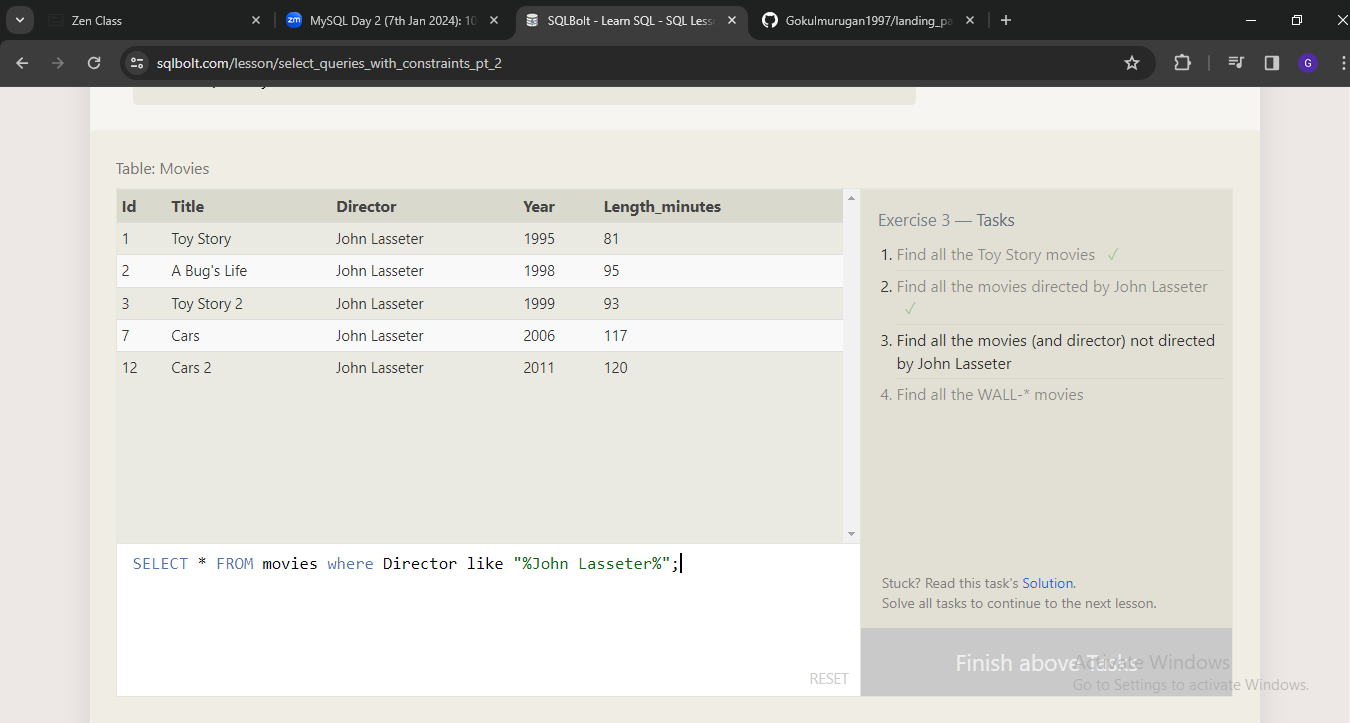 Zen Class
zm MySQL Day 2 (7th Jan 2024): 10
SQLBolt - Learn SQL - SQL Less
Gokulmurugan1997/landing_pa
sqlbolt.com/lesson/select_queries_with_constraints_pt_2
G
Table: Movies
Id Title Director Year Length_minutes
1 Toy Story John Lasseter 1995 81
2 A Bug's Life John Lasseter 1998 95
3 Toy Story 2 John Lasseter 1999 93
7 Cars John Lasseter 2006 117
12 Cars 2 John Lasseter 2011 120
SELECT * FROM movies where Director like "%John Lasseter%";
RESET
Exercise 3 — Tasks
1. Find all the Toy Story movies ✓
2. Find all the movies directed by John Lasseter
✓
3. Find all the movies (and director) not directed
by John Lasseter
4. Find all the WALL-* movies
Stuck? Read this task's Solution.
Solve all tasks to continue to the next lesson.
Finish above Tasks
Activate Windows
Go to Settings to activate Windows.